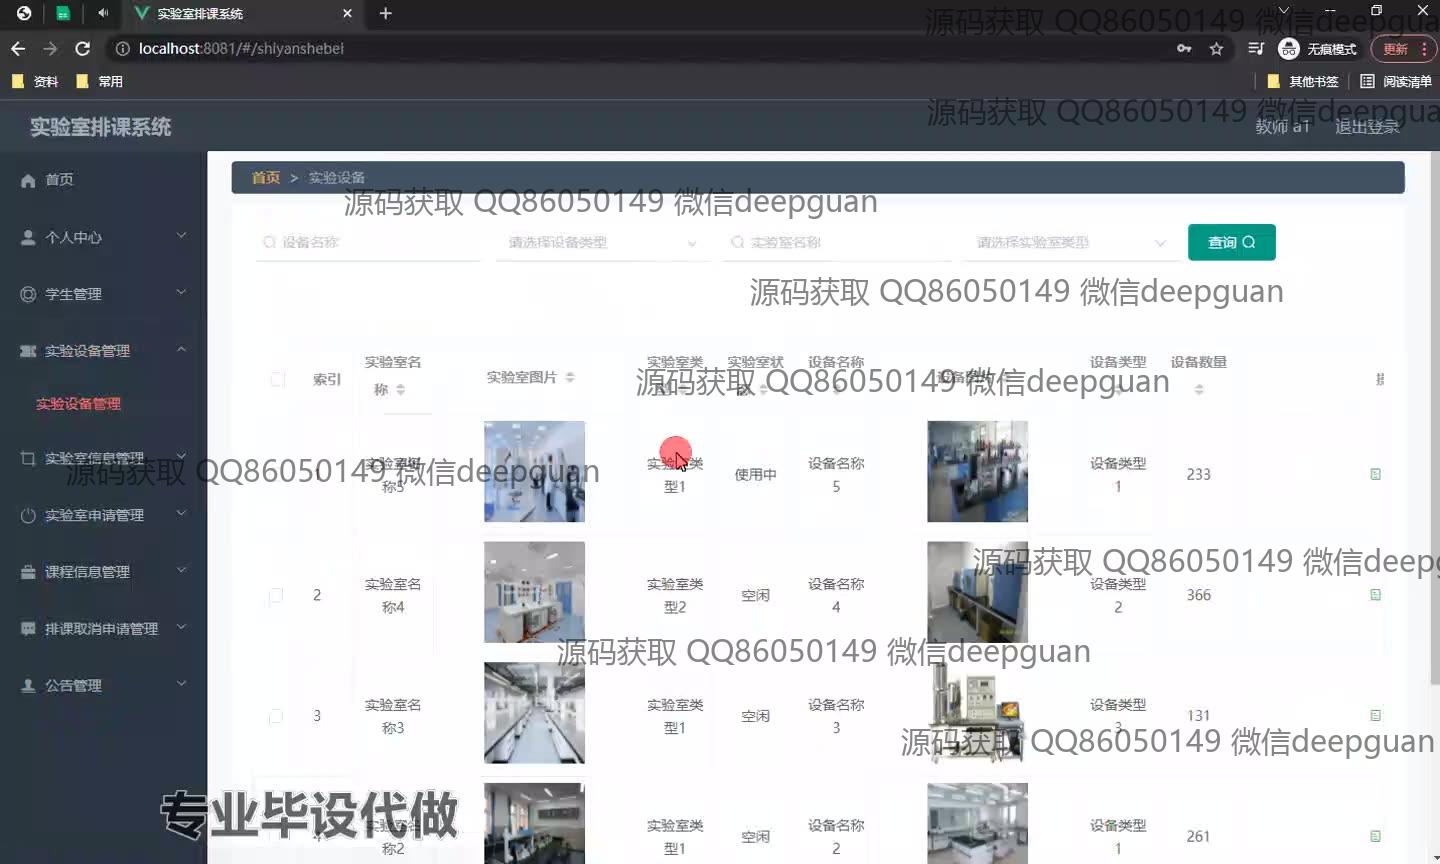 实验室排课系统
localhost:8081/#/shiyanshebei
无痕模式
更新
资料
常用
其他书签
阅读清单
源码获取 QQ86050149 微信deepgua
源码获取 QQ86050149 微信deepgua
实验室排课系统
教师 a1
退出登录
首页
个人中心
学生管理
实验设备管理
实验设备管理
实验室信息管理
实验室申请管理
课程信息管理
排课取消申请管理
公告管理
首页 > 实验设备
源码获取 QQ86050149 微信deepguan
设备名称
请选择设备类型
实验室名称
请选择实验室类型
查询
源码获取 QQ86050149 微信deepguan
索引
实验室名
称
实验室图片
实验室类
实验室状
设备名称
设备类型
设备数量
源码获取 QQ86050149 微信deepguan
实验室名
称5
实验室类
型1
使用中
设备名称
5
设备类型
1
233
源码获取 QQ86050149 微信deepguan
2
实验室名
称4
实验室类
型2
空闲
设备名称
4
设备类型
2
366
源码获取 QQ86050149 微信deepg
源码获取 QQ86050149 微信deepguan
3
实验室名
称3
实验室类
型1
空闲
设备名称
3
设备类型
3
131
源码获取 QQ86050149 微信deepguan
4
实验室名
称2
实验室类
型1
空闲
设备名称
2
设备类型
1
261
专业毕设代做